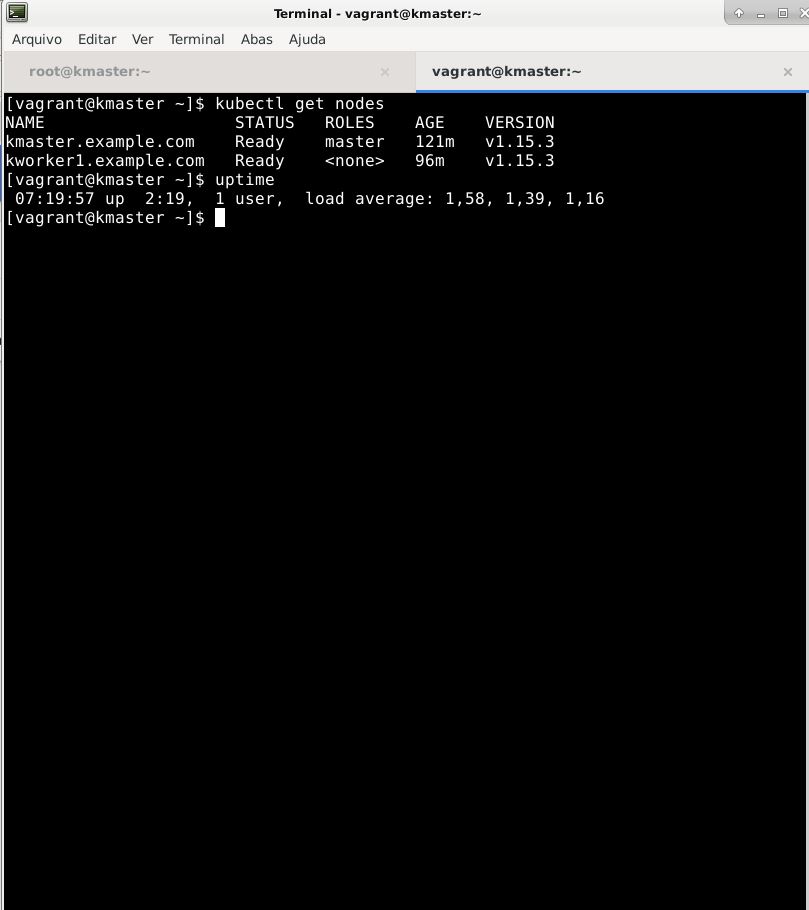 Terminal - vagrant@kmaster:~
Arquivo Editar Ver Terminal Abas Ajuda
root@kmaster:~ vagrant@kmaster:~
[vagrant@kmaster ~]$ kubectl get nodes
NAME                   STATUS   ROLES    AGE    VERSION
kmaster.example.com    Ready    master   121m   v1.15.3
kworker1.example.com   Ready    <none>   96m    v1.15.3
[vagrant@kmaster ~]$ uptime
 07:19:57 up  2:19,  1 user,  load average: 1,58, 1,39, 1,16
[vagrant@kmaster ~]$